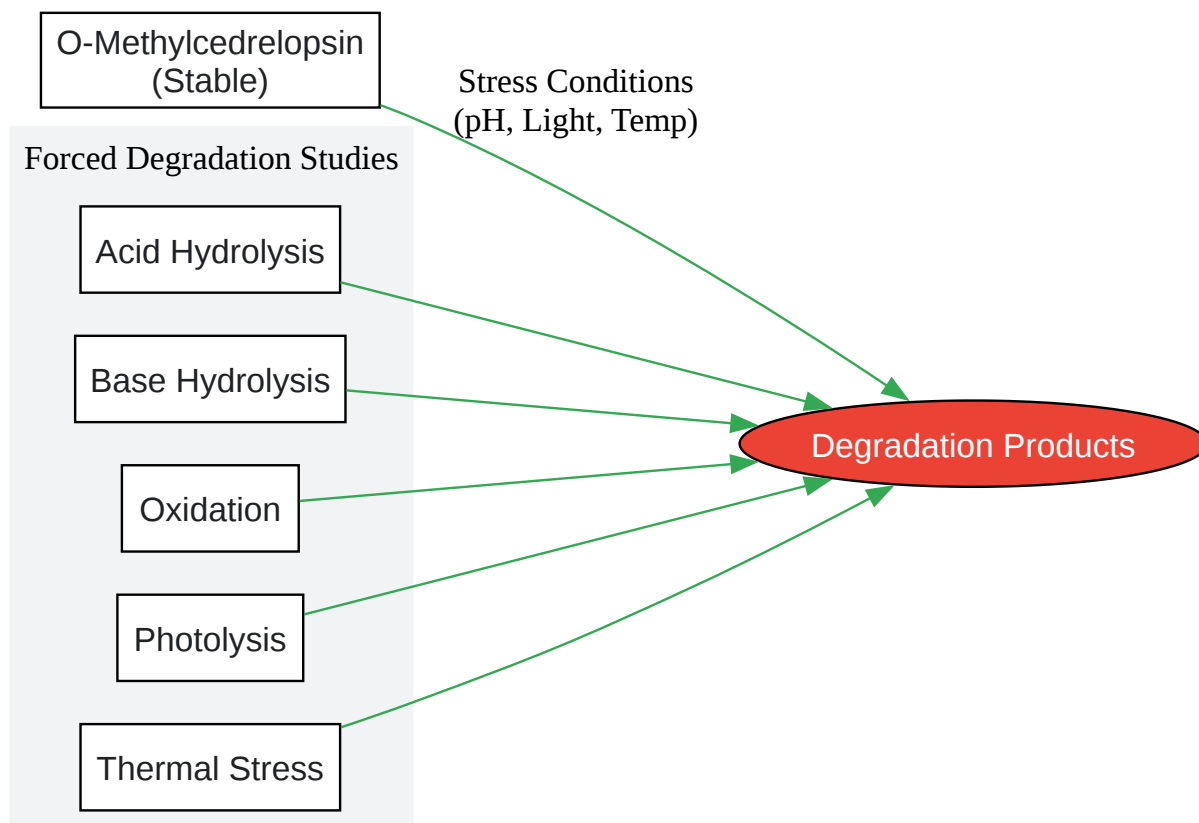 O-Methylcedrelopsin
(Stable)
Stress Conditions
(pH, Light, Temp)
Forced Degradation Studies
Acid Hydrolysis
Base Hydrolysis
Oxidation
Photolysis
Thermal Stress
Degradation Products